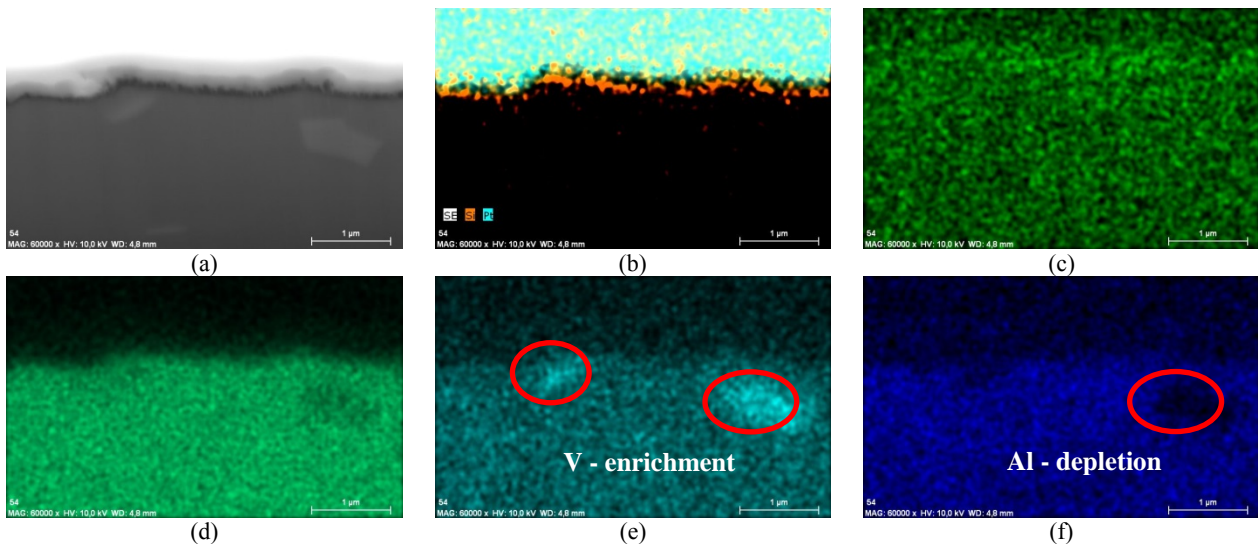 54
MAG: 60000 x HV: 10,0 kV WD: 4,8 mm
1 µm
(a)
SE Si Pt
54
MAG: 60000 x HV: 10,0 kV WD: 4,8 mm
1 µm
(b)
54
MAG: 60000 x HV: 10,0 kV WD: 4,8 mm
1 µm
(c)
54
MAG: 60000 x HV: 10,0 kV WD: 4,8 mm
1 µm
(d)
V - enrichment
54
MAG: 60000 x HV: 10,0 kV WD: 4,8 mm
1 µm
(e)
Al - depletion
54
MAG: 60000 x HV: 10,0 kV WD: 4,8 mm
1 µm
(f)